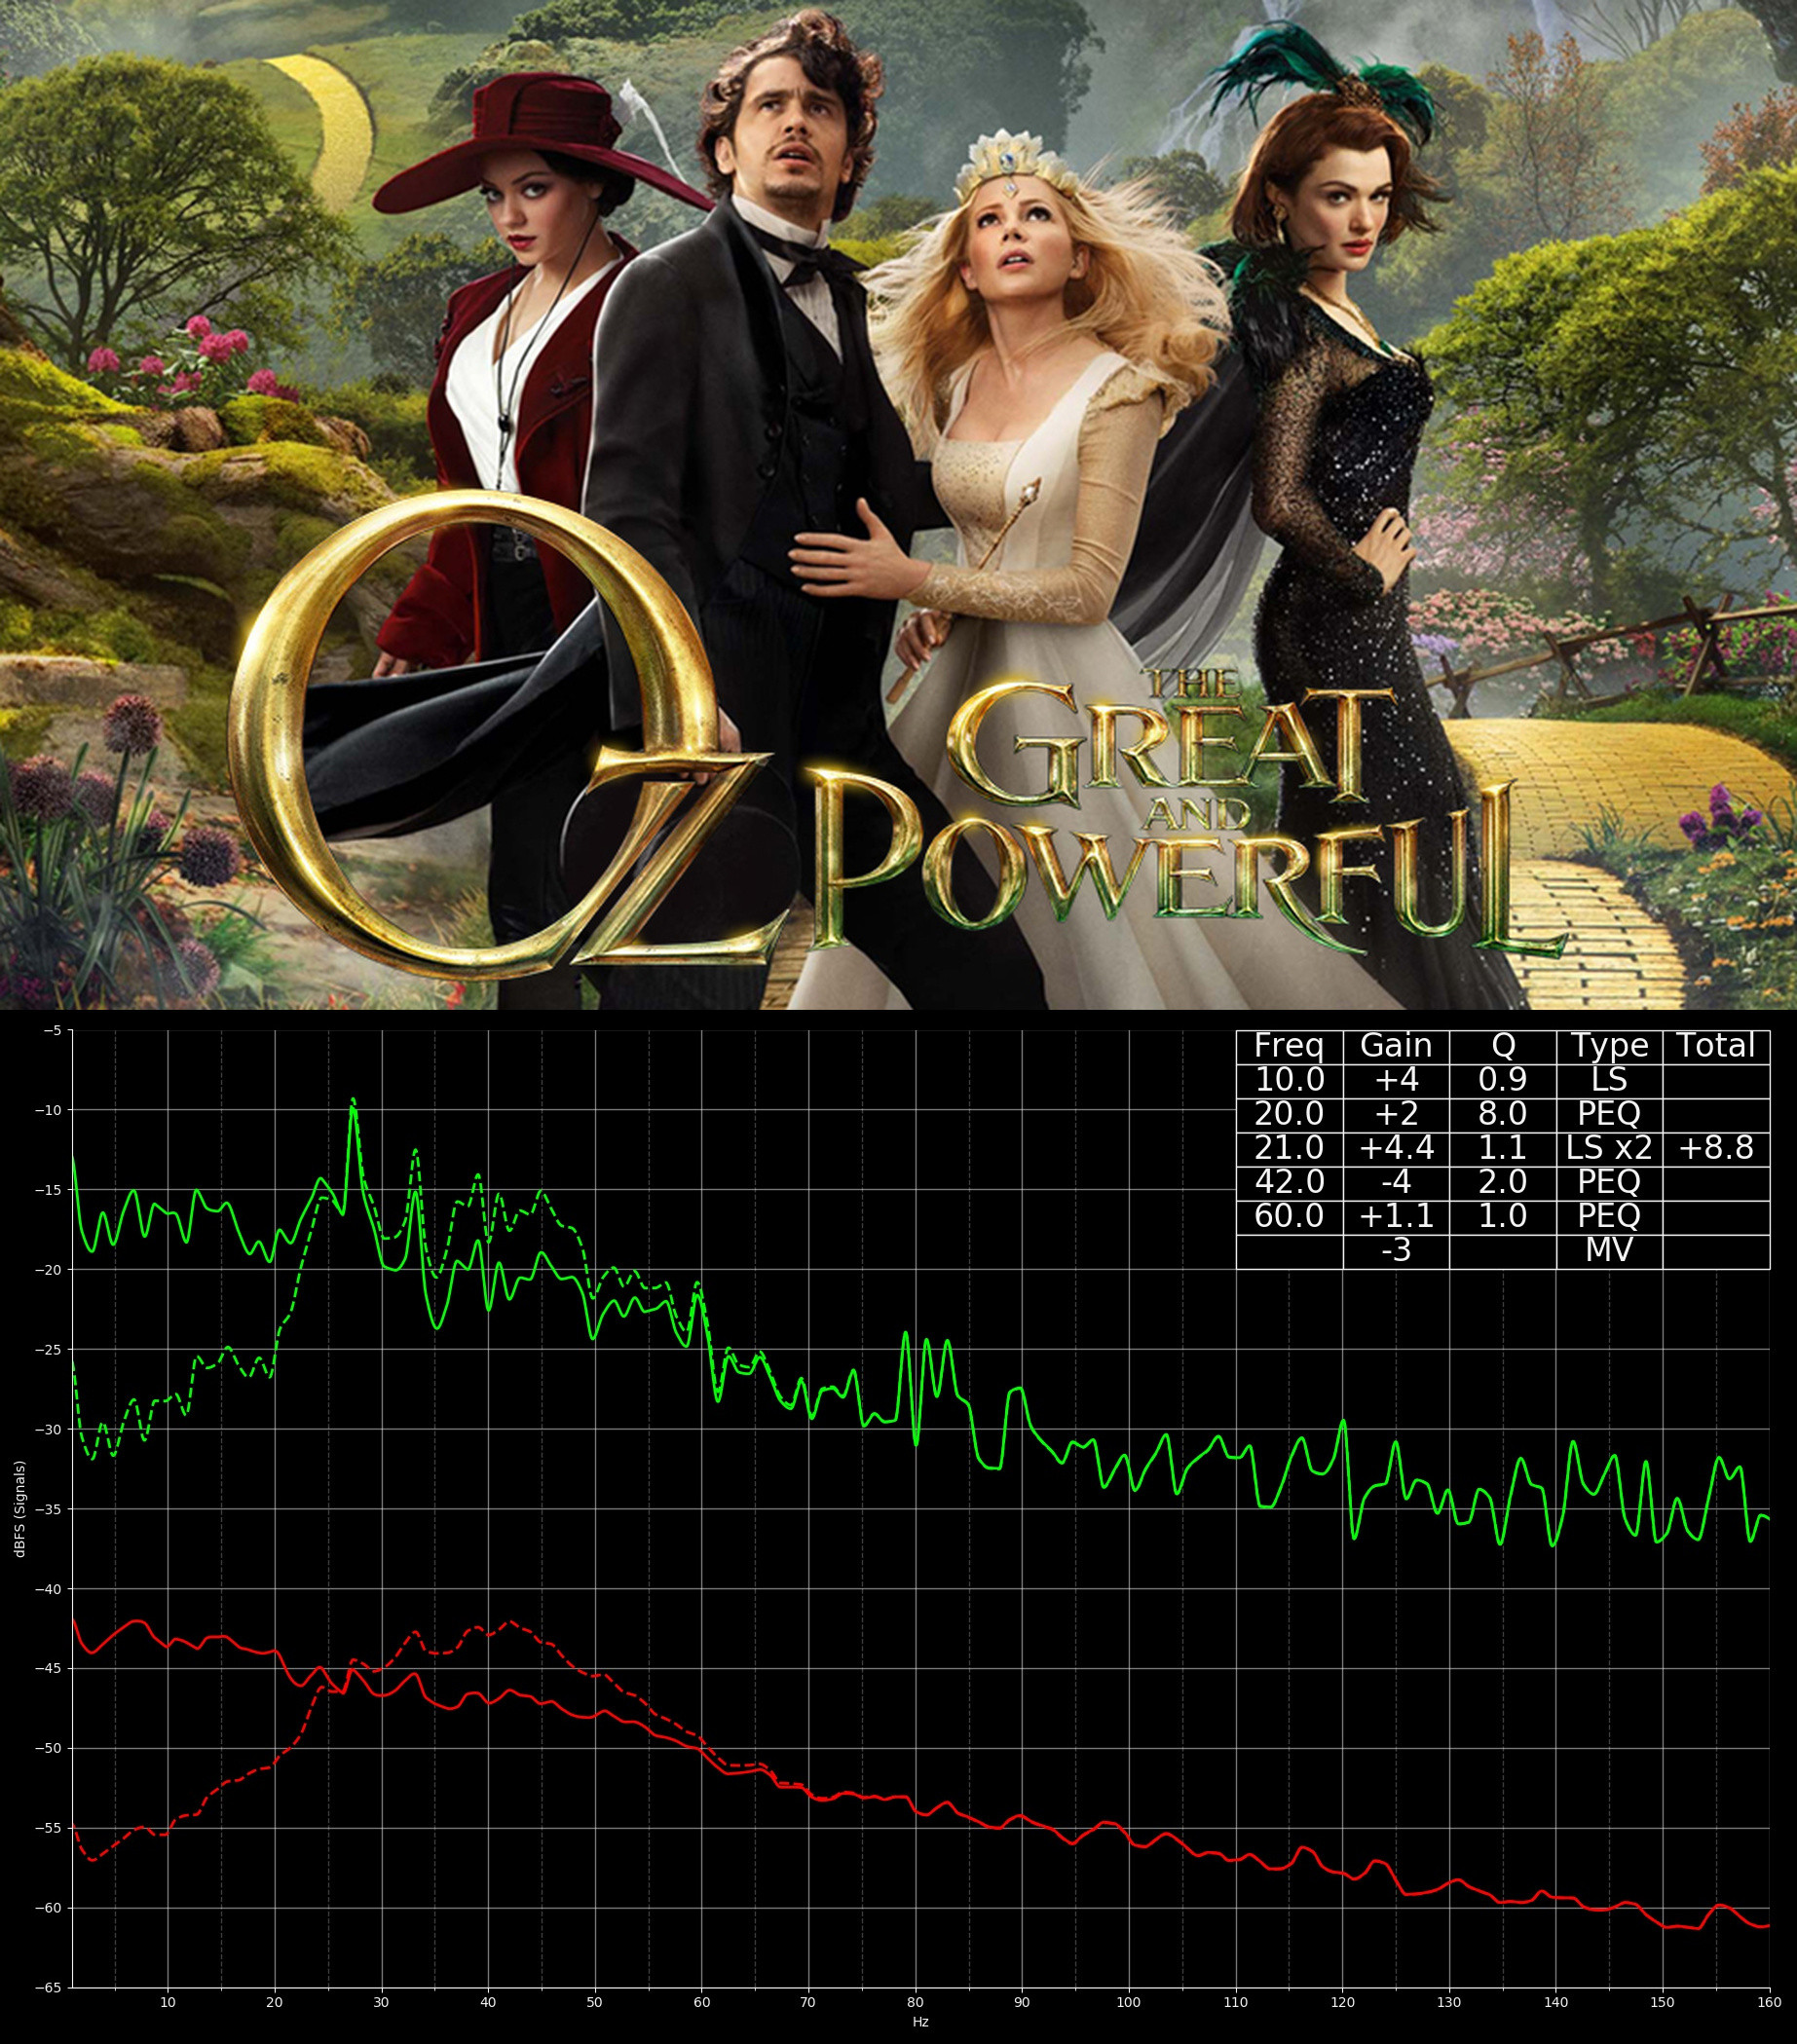 OZ
THE
GREAT
AND
POWERFUL
Freq Gain Q Type Total
10.0 +4 0.9 LS
20.0 +2 8.0 PEQ
21.0 +4.4 1.1 LS x2 +8.8
42.0 -4 2.0 PEQ
60.0 +1.1 1.0 PEQ
-3 MV
−5
−10
−15
−20
−25
−30
−35
−40
−45
−50
−55
−60
−65
dBFS (Signals)
10 20 30 40 50 60 70 80 90 100 110 120 130 140 150 160
Hz